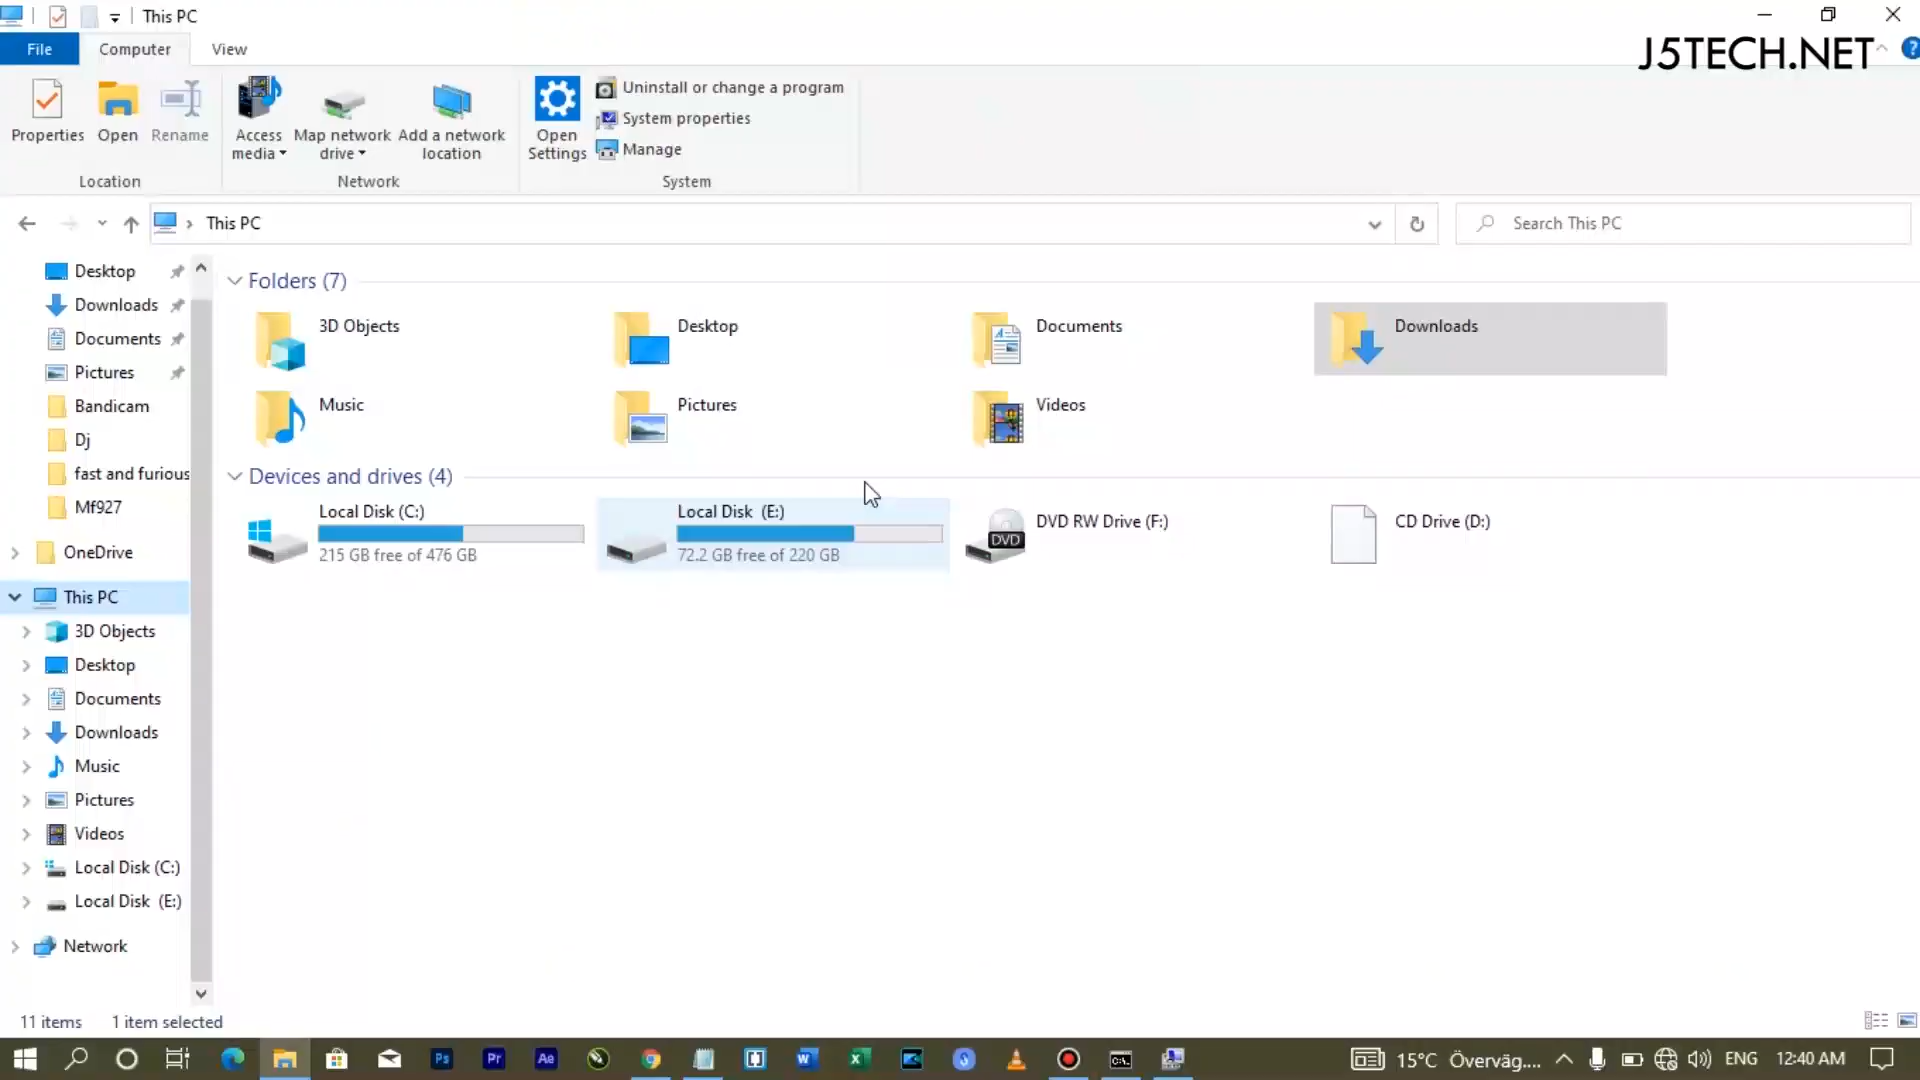 This PC
J5TECH.NET
File
Computer
View
Properties
Open
Rename
Access media
Map network drive
Add a network location
Open Settings
Uninstall or change a program
System properties
Manage
Location
Network
System
This PC
Search This PC
Desktop
Downloads
Documents
Pictures
Bandicam
Dj
fast and furious
Mf927
OneDrive
This PC
3D Objects
Desktop
Documents
Downloads
Music
Pictures
Videos
Local Disk (C:)
Local Disk (E:)
Network
Folders (7)
3D Objects
Desktop
Documents
Downloads
Music
Pictures
Videos
Devices and drives (4)
Local Disk (C:)
215 GB free of 476 GB
Local Disk (E:)
72.2 GB free of 220 GB
DVD
DVD RW Drive (F:)
CD Drive (D:)
11 items
1 item selected
Ps
Pr
Ae
15°C Överväg....
ENG
12:40 AM